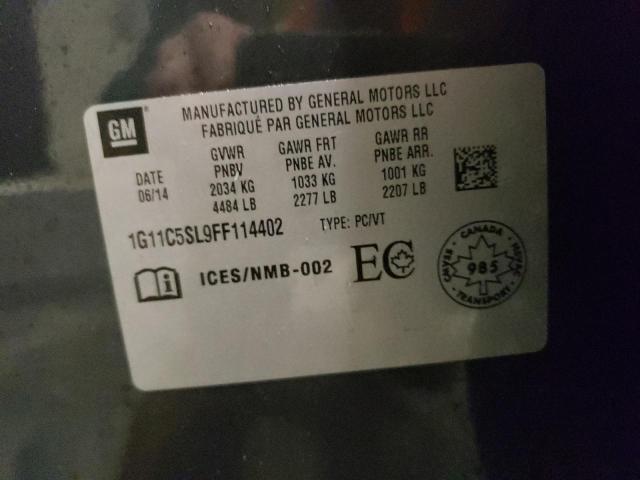 GM
MANUFACTURED BY GENERAL MOTORS LLC
FABRIQUÉ PAR GENERAL MOTORS LLC
DATE
06/14
GVWR
PNBV
2034 KG
4484 LB
GAWR FRT
PNBE AV.
1033 KG
2277 LB
GAWR RR
PNBE ARR.
1001 KG
2207 LB
1G11C5SL9FF114402 TYPE: PC/VT
i ICES/NMB-002 EC
CANADA
CMVSS 985 NSVAC
TRANSPORT